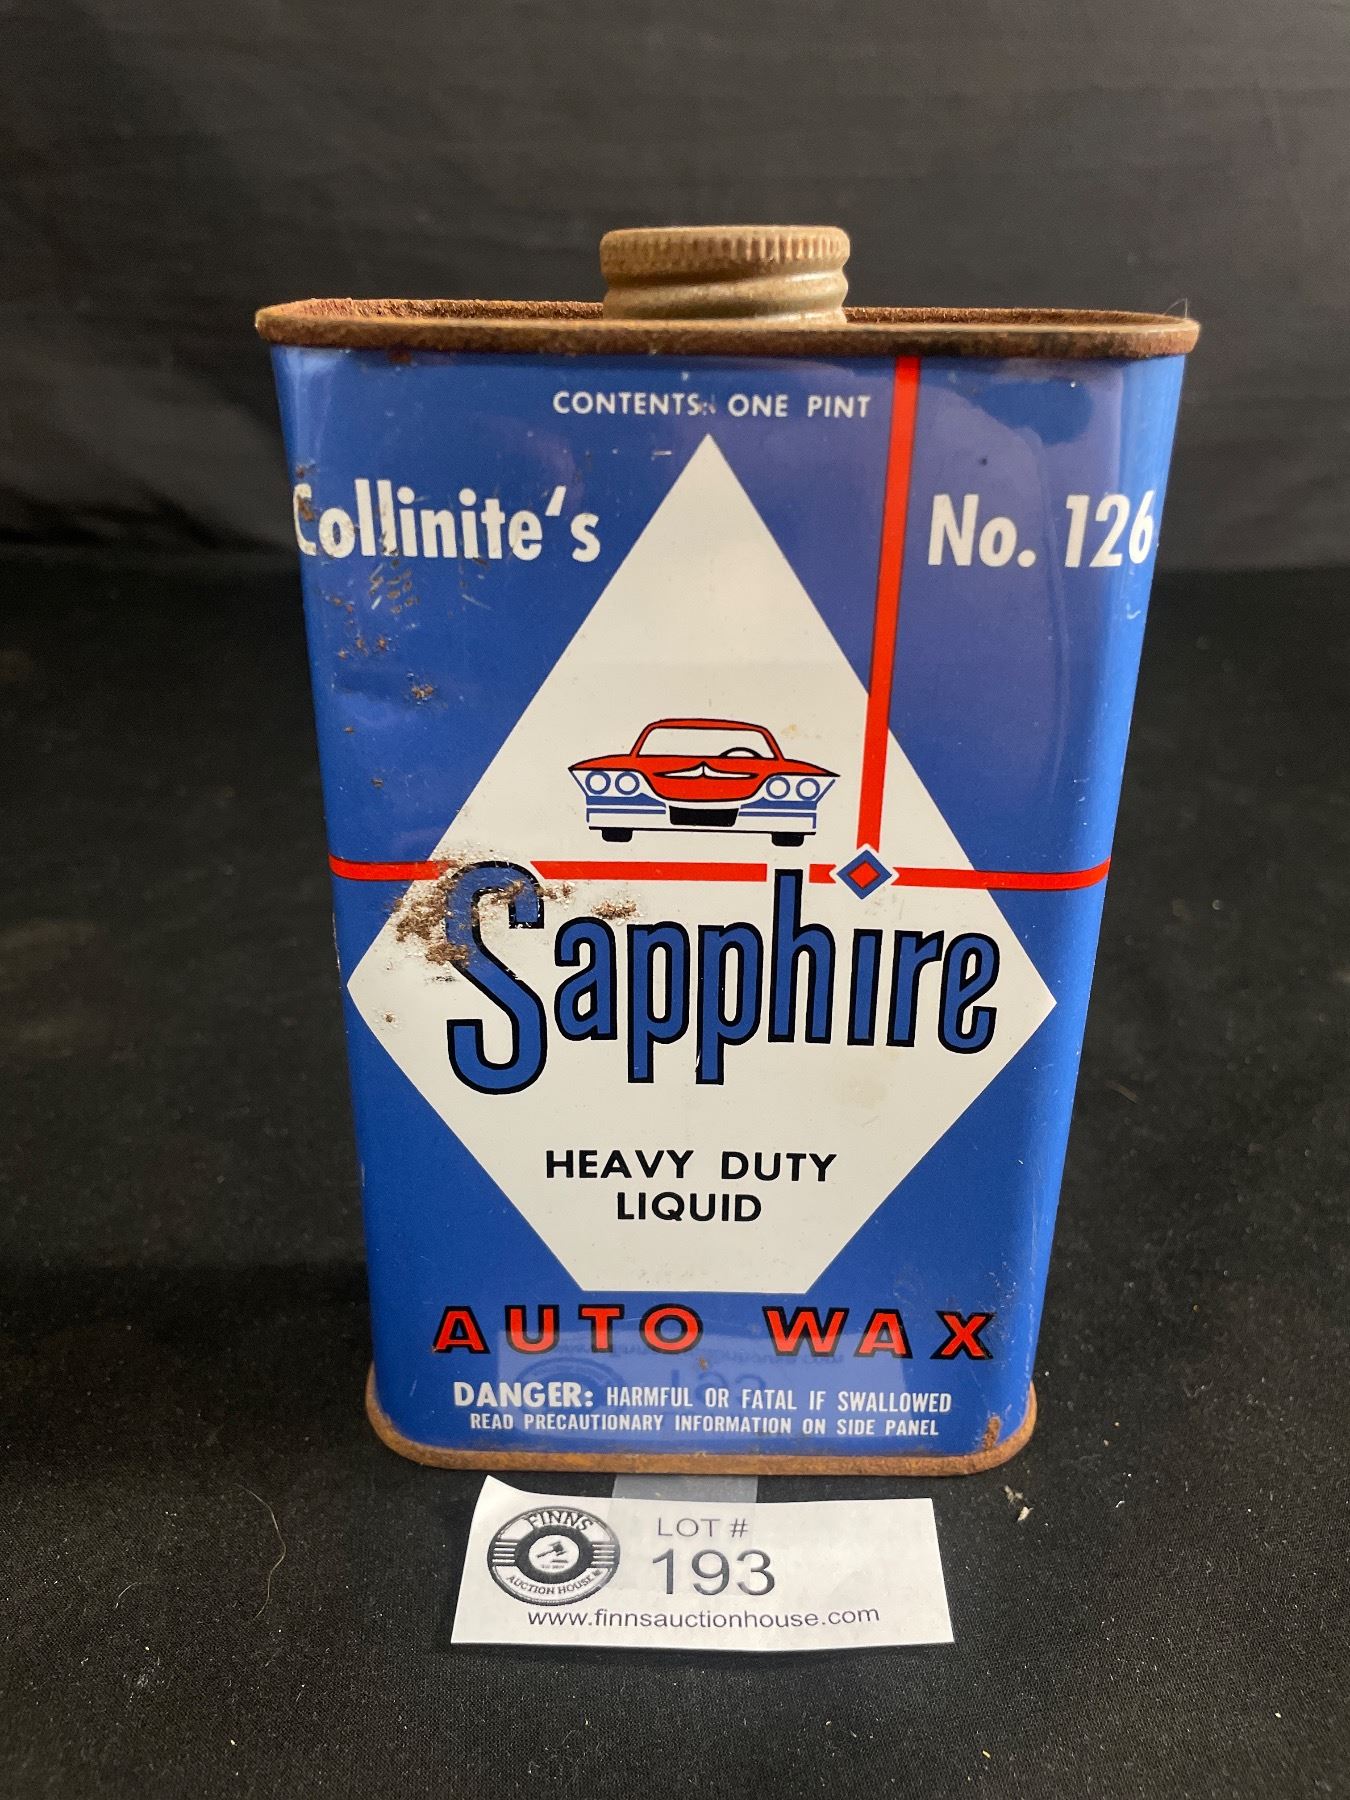 CONTENTS: ONE PINT
Collinite's
No. 126
Sapphire
HEAVY DUTY
LIQUID
AUTO WAX
DANGER: HARMFUL OR FATAL IF SWALLOWED
READ PRECAUTIONARY INFORMATION ON SIDE PANEL
FINNS
AUCTION HOUSE
LOT #
193
www.finnsauctionhouse.com